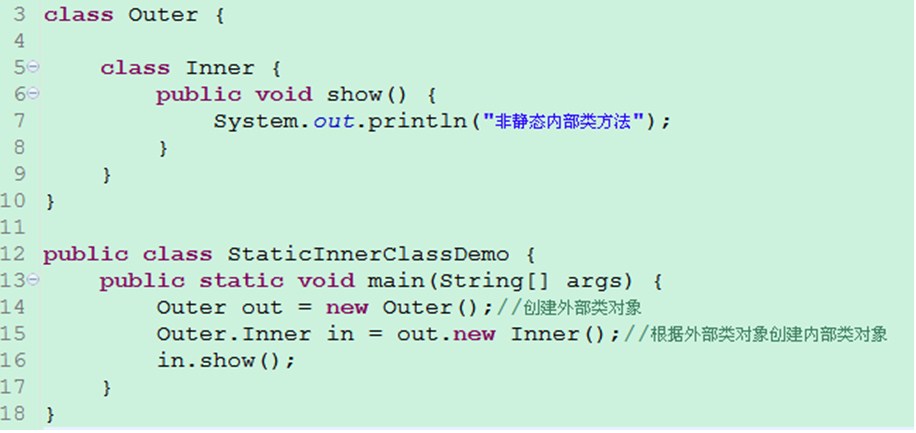 3 class Outer {
4
5 class Inner {
6 public void show() {
7 System.out.println("非静态内部类方法");
8 }
9 }
10 }
11
12 public class StaticInnerClassDemo {
13 public static void main(String[] args) {
14 Outer out = new Outer();//创建外部类对象
15 Outer.Inner in = out.new Inner();//根据外部类对象创建内部类对象
16 in.show();
17 }
18 }